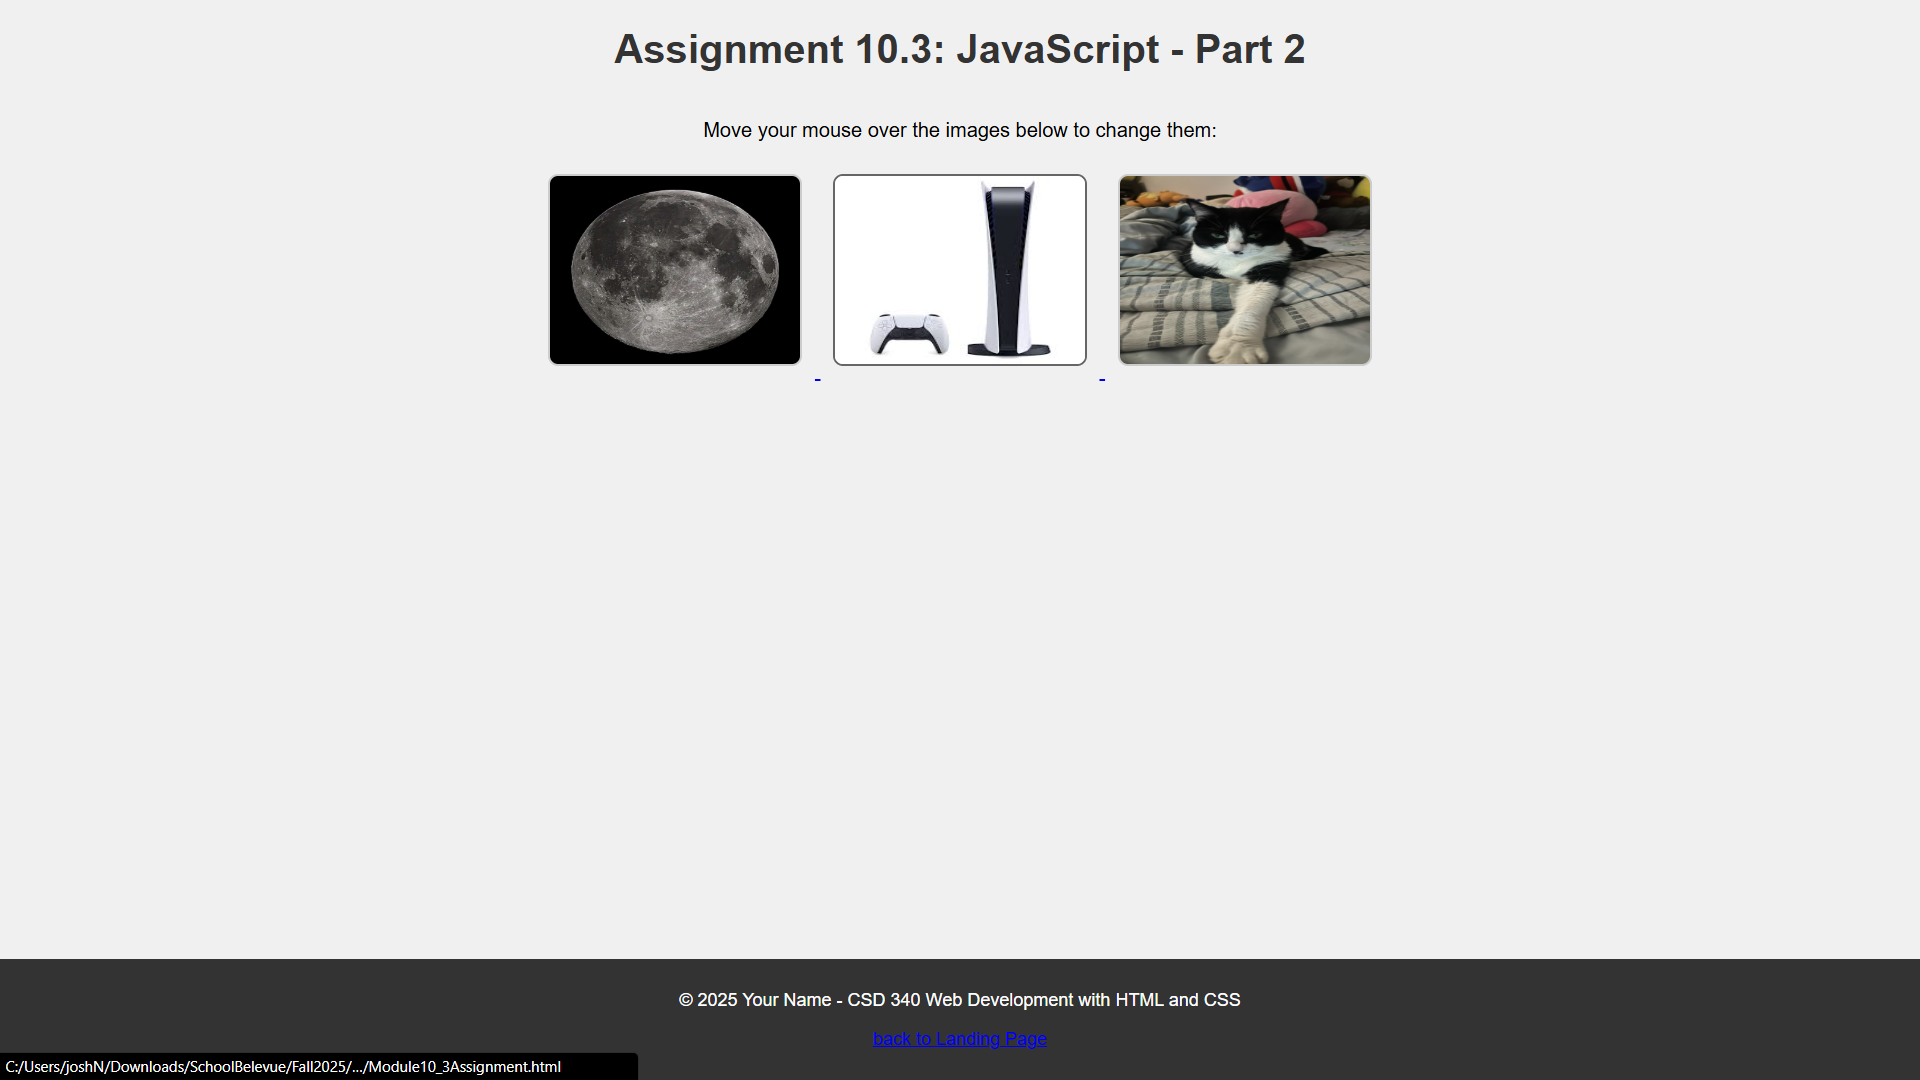 Assignment 10.3: JavaScript - Part 2
Move your mouse over the images below to change them:
© 2025 Your Name - CSD 340 Web Development with HTML and CSS
back to Landing Page
C:/Users/joshN/Downloads/SchoolBelevue/Fall2025/.../Module10_3Assignment.html